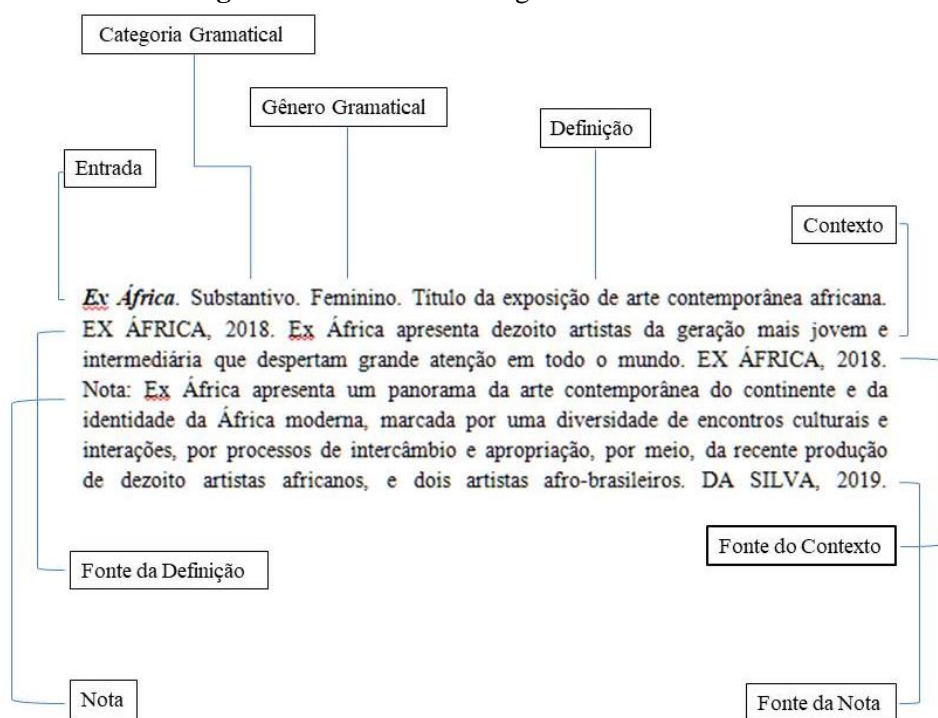 Categoria Gramatical
Gênero Gramatical
Definição
Entrada
Contexto
Ex África. Substantivo. Feminino. Título da exposição de arte contemporânea africana.
EX ÁFRICA, 2018. Ex África apresenta dezoito artistas da geração mais jovem e
intermediária que despertam grande atenção em todo o mundo. EX ÁFRICA, 2018.
Nota: Ex África apresenta um panorama da arte contemporânea do continente e da
identidade da África moderna, marcada por uma diversidade de encontros culturais e
interações, por processos de intercâmbio e apropriação, por meio, da recente produção
de dezoito artistas africanos, e dois artistas afro-brasileiros. DA SILVA, 2019.
Fonte do Contexto
Fonte da Definição
Nota
Fonte da Nota